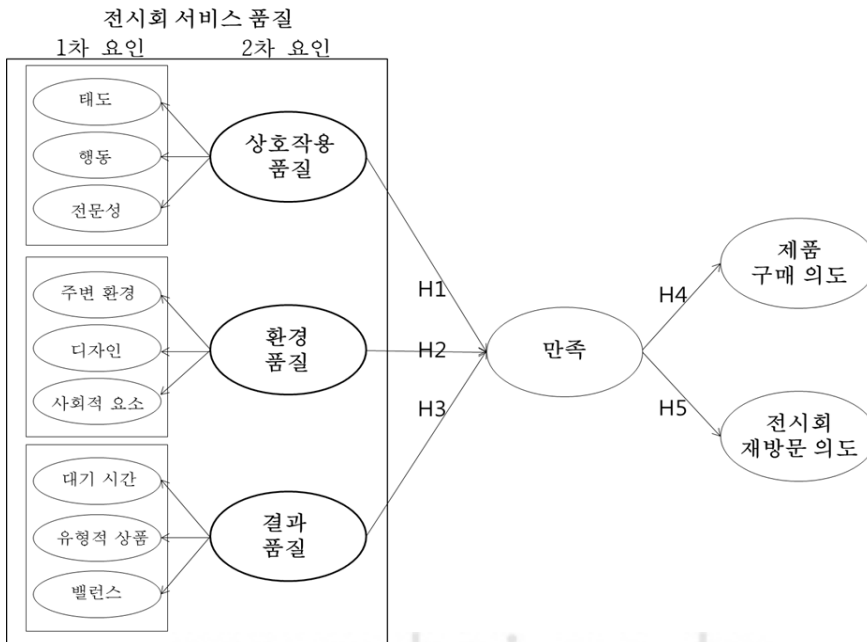 전시회 서비스 품질
1차 요인
2차 요인
태도
행동
전문성
상호작용
품질
주변 환경
디자인
사회적 요소
환경
품질
대기 시간
유형적 상품
밸런스
결과
품질
H1
H2
H3
만족
H4
H5
제품
구매 의도
전시회
재방문 의도